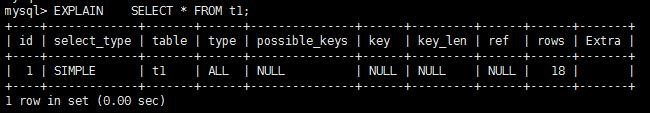 mysql> EXPLAIN    SELECT * FROM t1;
+----+-------------+-------+------+---------------+------+---------+------+------+-------+
| id | select_type | table | type | possible_keys | key | key_len | ref | rows | Extra |
+----+-------------+-------+------+---------------+------+---------+------+------+-------+
| 1 | SIMPLE | t1 | ALL | NULL | NULL | NULL | NULL | 18 | |
+----+-------------+-------+------+---------------+------+---------+------+------+-------+
1 row in set (0.00 sec)